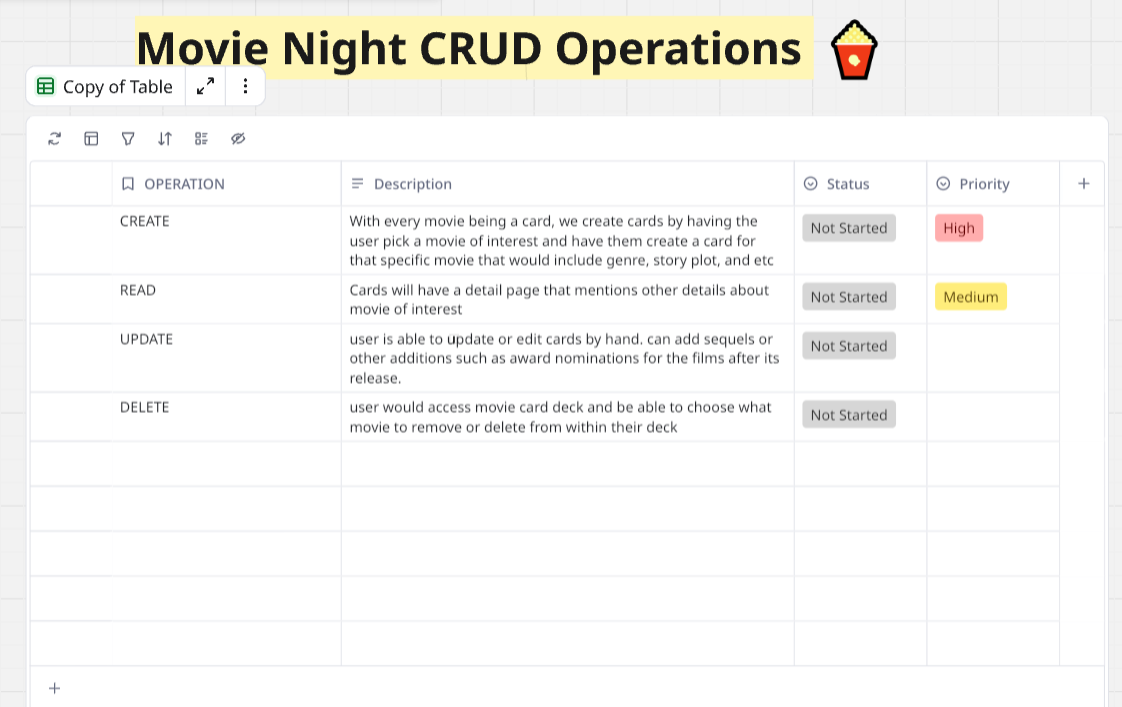 Movie Night CRUD Operations
Copy of Table
OPERATION Description Status Priority
CREATE
With every movie being a card, we create cards by having the
user pick a movie of interest and have them create a card for
that specific movie that would include genre, story plot, and etc
Not Started
High
READ
Cards will have a detail page that mentions other details about
movie of interest
Not Started
Medium
UPDATE
user is able to update or edit cards by hand. can add sequels or
other additions such as award nominations for the films after its
release.
Not Started
DELETE
user would access movie card deck and be able to choose what
movie to remove or delete from within their deck
Not Started